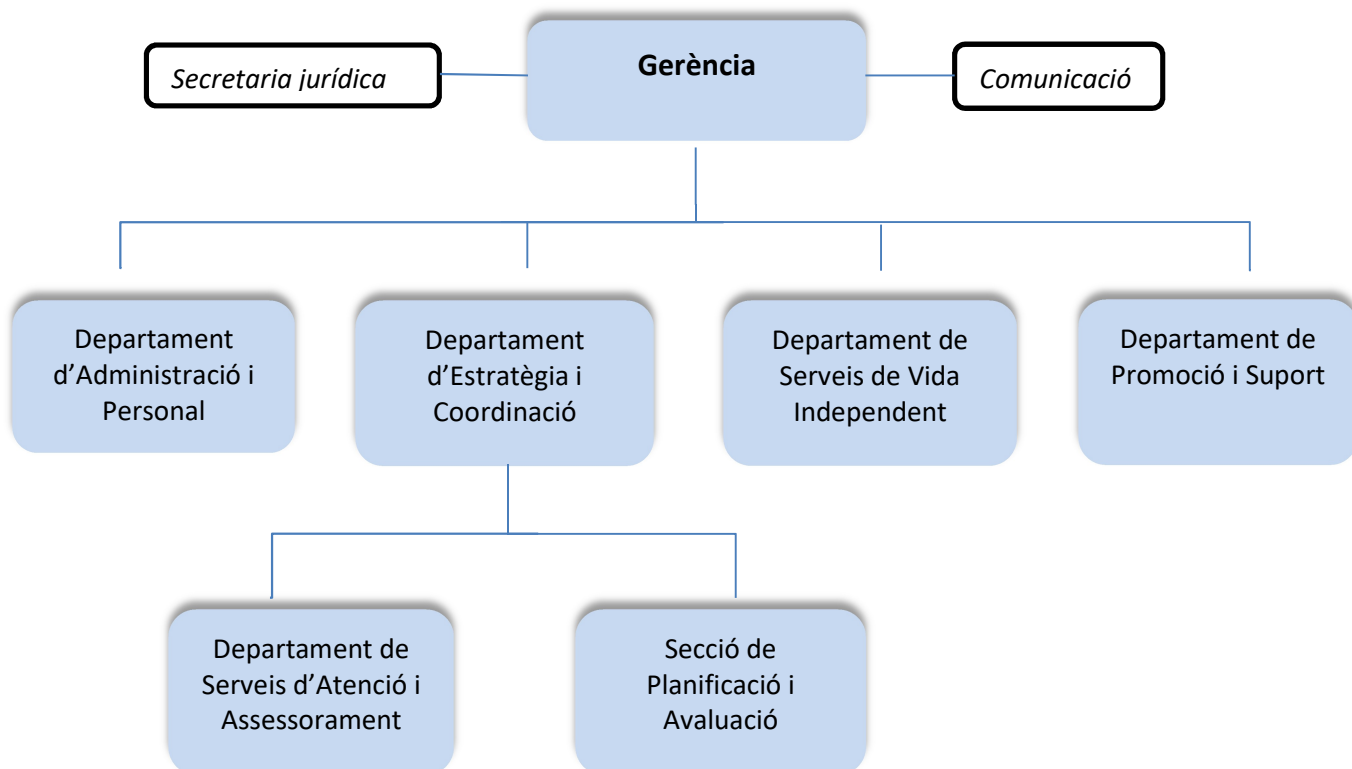 Secretaria jurídica
Gerència
Comunicació
Departament
d’Administració i
Personal
Departament
d’Estratègia i
Coordinació
Departament de
Serveis de Vida
Independent
Departament de
Promoció i Suport
Departament de
Serveis d’Atenció i
Assessorament
Secció de
Planificació i
Avaluació